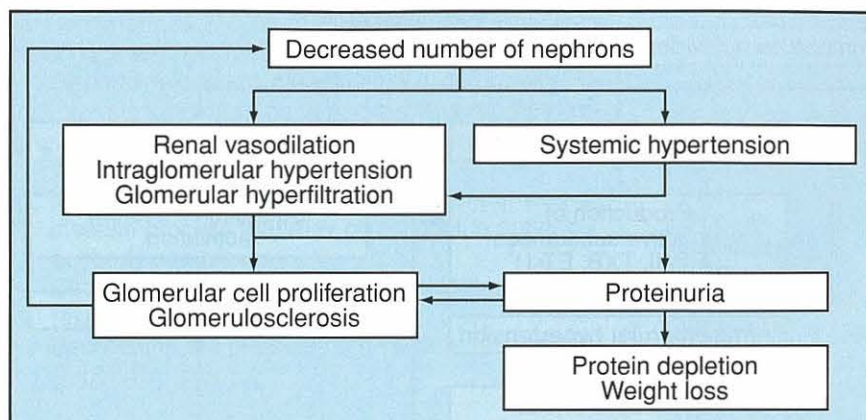 Decreased number of nephrons
Renal vasodilation
Intraglomerular hypertension
Glomerular hyperfiltration
Systemic hypertension
Glomerular cell proliferation
Glomerulosclerosis
Proteinuria
Protein depletion
Weight loss